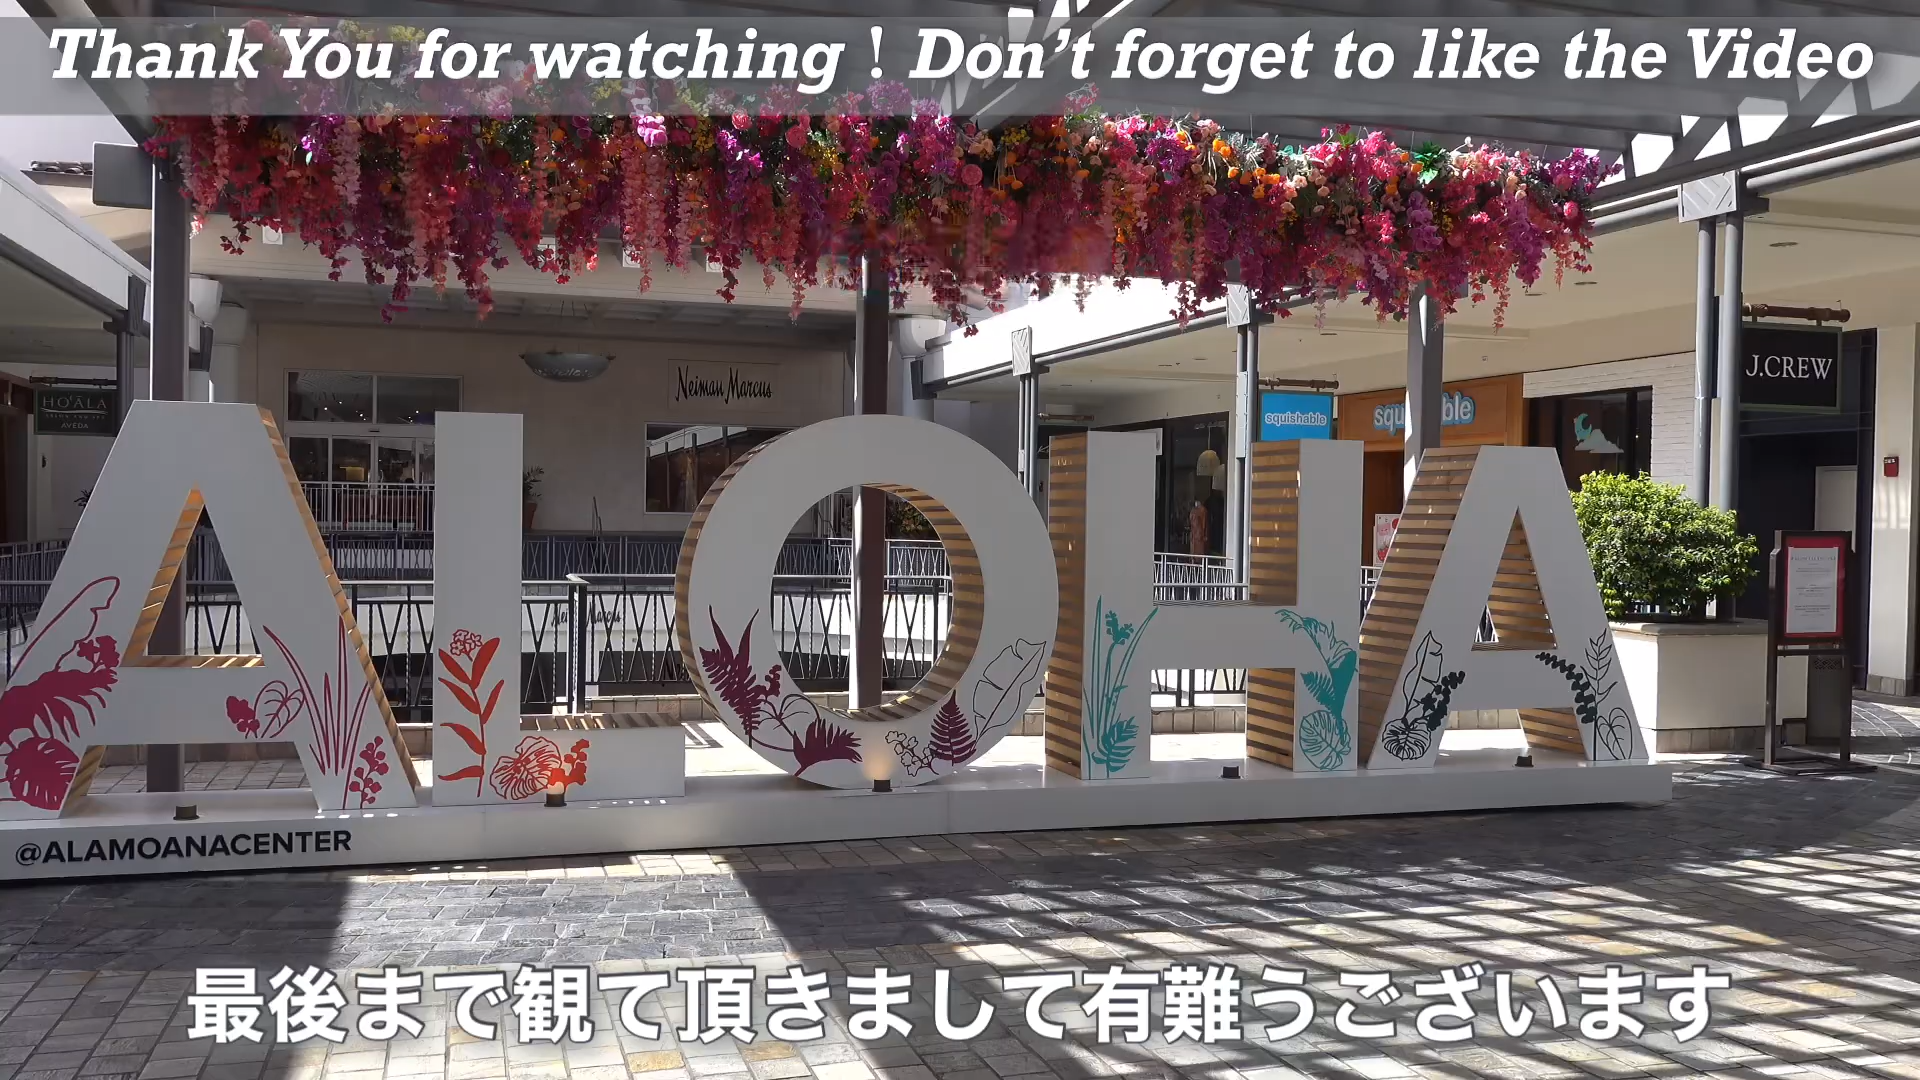 Thank You for watching ! Don't forget to like the Video
HO'ĀLA
AVEDA
Neiman Marcus
squishable
squishable
J.CREW
ALOHA
@ALAMOANACENTER
最後まで観て頂きまして有難うございます